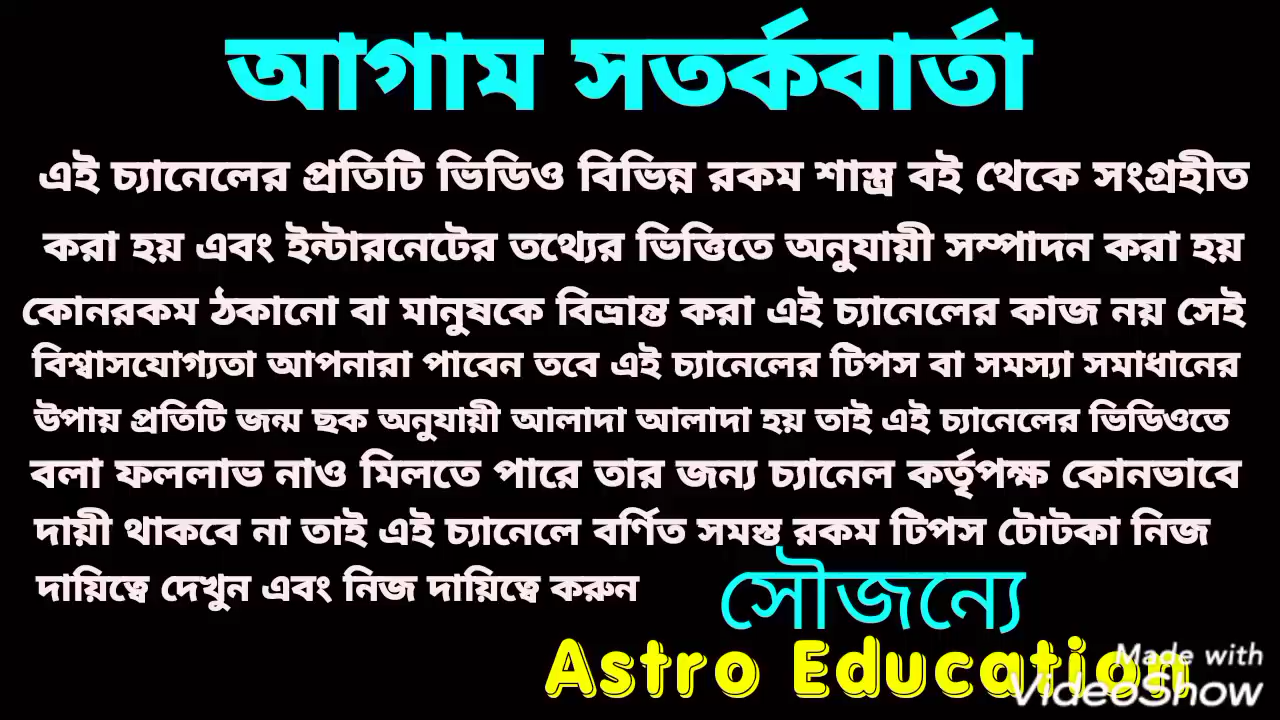 আগাম সতর্কবার্তা
এই চ্যানেলের প্রতিটি ভিডিও বিভিন্ন রকম শাস্ত্র বই থেকে সংগ্রহীত
করা হয় এবং ইন্টারনেটের তথ্যের ভিত্তিতে অনুযায়ী সম্পাদন করা হয়
কোনরকম ঠকানো বা মানুষকে বিভ্রান্ত করা এই চ্যানেলের কাজ নয় সেই
বিশ্বাসযোগ্যতা আপনারা পাবেন তবে এই চ্যানেলের টিপস বা সমস্যা সমাধানের
উপায় প্রতিটি জন্ম ছক অনুযায়ী আলাদা আলাদা হয় তাই এই চ্যানেলের ভিডিওতে
বলা ফললাভ নাও মিলতে পারে তার জন্য চ্যানেল কর্তৃপক্ষ কোনভাবে
দায়ী থাকবে না তাই এই চ্যানেলে বর্ণিত সমস্ত রকম টিপস টোটকা নিজ
দায়িত্বে দেখুন এবং নিজ দায়িত্বে করুন
সৌজন্যে
Astro Education
Made with
VideoShow